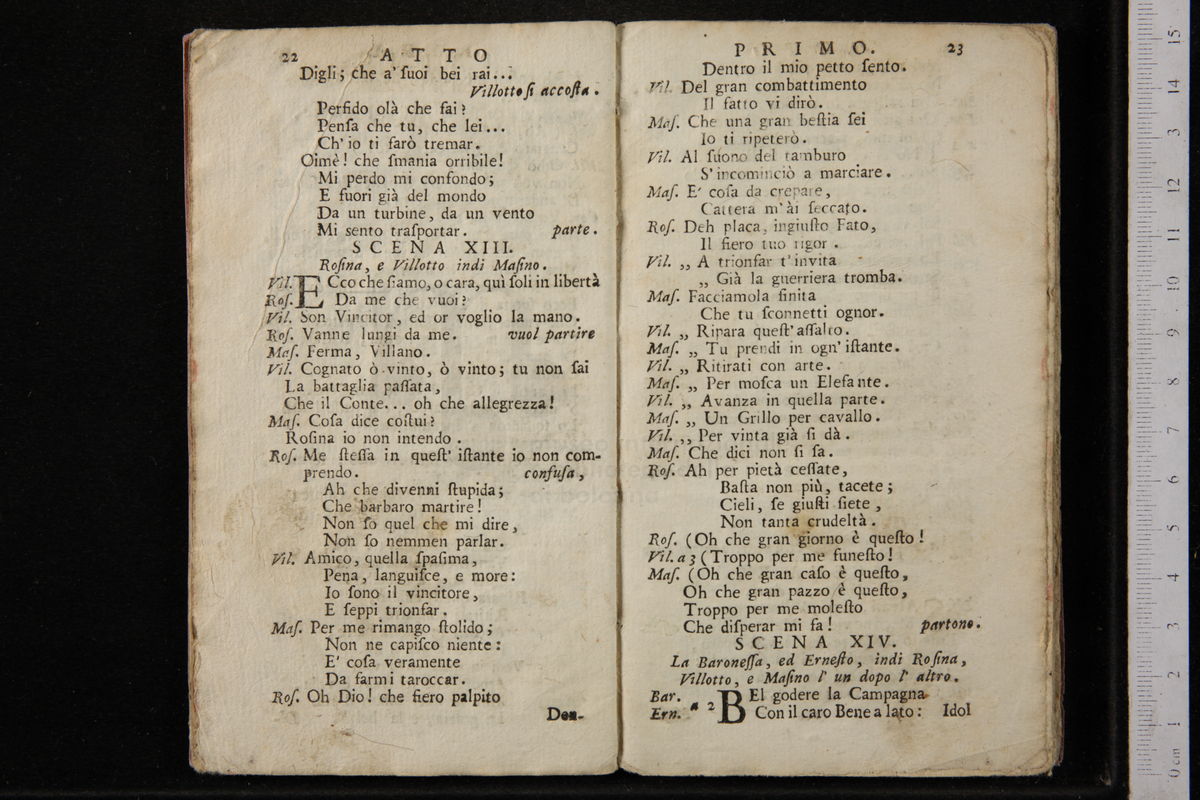 22 ATTO
Digli; che a' ſuoi bei rai...
Villotto ſi accoſta.
Perfido olà che fai?
Penſa che tu, che lei...
Ch' io ti farò tremar.
Oimè! che ſmania orribile!
Mi perdo mi confondo;
E fuori già del mondo
Da un turbine, da un vento
Mi sento traſportar. parte.
SCENA XIII.
Roſina, e Villotto indi Maſino.
Vil. ECco che ſiamo, o cara, quì ſoli in libertà
Roſ. Da me che vuoi?
Vil. Son Vincitor, ed or voglio la mano.
Roſ. Vanne lungi da me. vuol partire
Maſ. Ferma, Villano.
Vil. Cognato ò vinto, ò vinto; tu non ſai
La battaglia paſſata,
Che il Conte... oh che allegrezza!
Maſ. Coſa dice coſtui?
Roſina io non intendo.
Roſ. Me ſteſſa in queſt' iſtante io non com-
prendo. confuſa,
Ah che divenni ſtupida;
Che barbaro martire!
Non ſo quel che mi dire,
Non ſo nemmen parlar.
Vil. Amico, quella ſpaſima,
Pena, languiſce, e more:
Io ſono il vincitore,
E ſeppi trionfar.
Maſ. Per me rimango ſtolido;
Non ne capiſco niente:
E' coſa veramente
Da farmi taroccar.
Roſ. Oh Dio! che fiero palpito
Den-
PRIMO. 23
Dentro il mio petto ſento.
Vil. Del gran combattimento
Il fatto vi dirò.
Maſ. Che una gran beſtia ſei
Io ti ripeterò.
Vil. Al ſuono del tamburo
S' incominciò a marciare.
Maſ. E' coſa da crepare,
Cattera m' ài ſeccato.
Roſ. Deh placa, ingiuſto Fato,
Il fiero tuo rigor.
Vil. „ A trionfar t' invita
„ Già la guerriera tromba.
Maſ. Facciamola finita
Che tu ſconnetti ognor.
Vil. „ Ripara queſt' aſſalto.
Maſ. „ Tu prendi in ogn' iſtante.
Vil. „ Ritirati con arte.
Maſ. „ Per moſca un Elefante.
Vil. „ Avanza in quella parte.
Maſ. „ Un Grillo per cavallo.
Vil. „ Per vinta già ſi dà.
Maſ. Che dici non ſi ſa.
Roſ. Ah per pietà ceſſate,
Baſta non più, tacete;
Cieli, ſe giuſti ſiete,
Non tanta crudeltà.
Roſ. (Oh che gran giorno è queſto!
Vil. a 3 (Troppo per me funeſto!
Maſ. (Oh che gran caſo è queſto,
Oh che gran pazzo è queſto,
Troppo per me moleſto
Che diſperar mi fa! partono.
SCENA XIV.
La Baroneſſa, ed Erneſto, indi Roſina,
Villotto, e Maſino l' un dopo l' altro.
Bar. BEl godere la Campagna
Ern. a 2 Con il caro Bene a lato: Idol